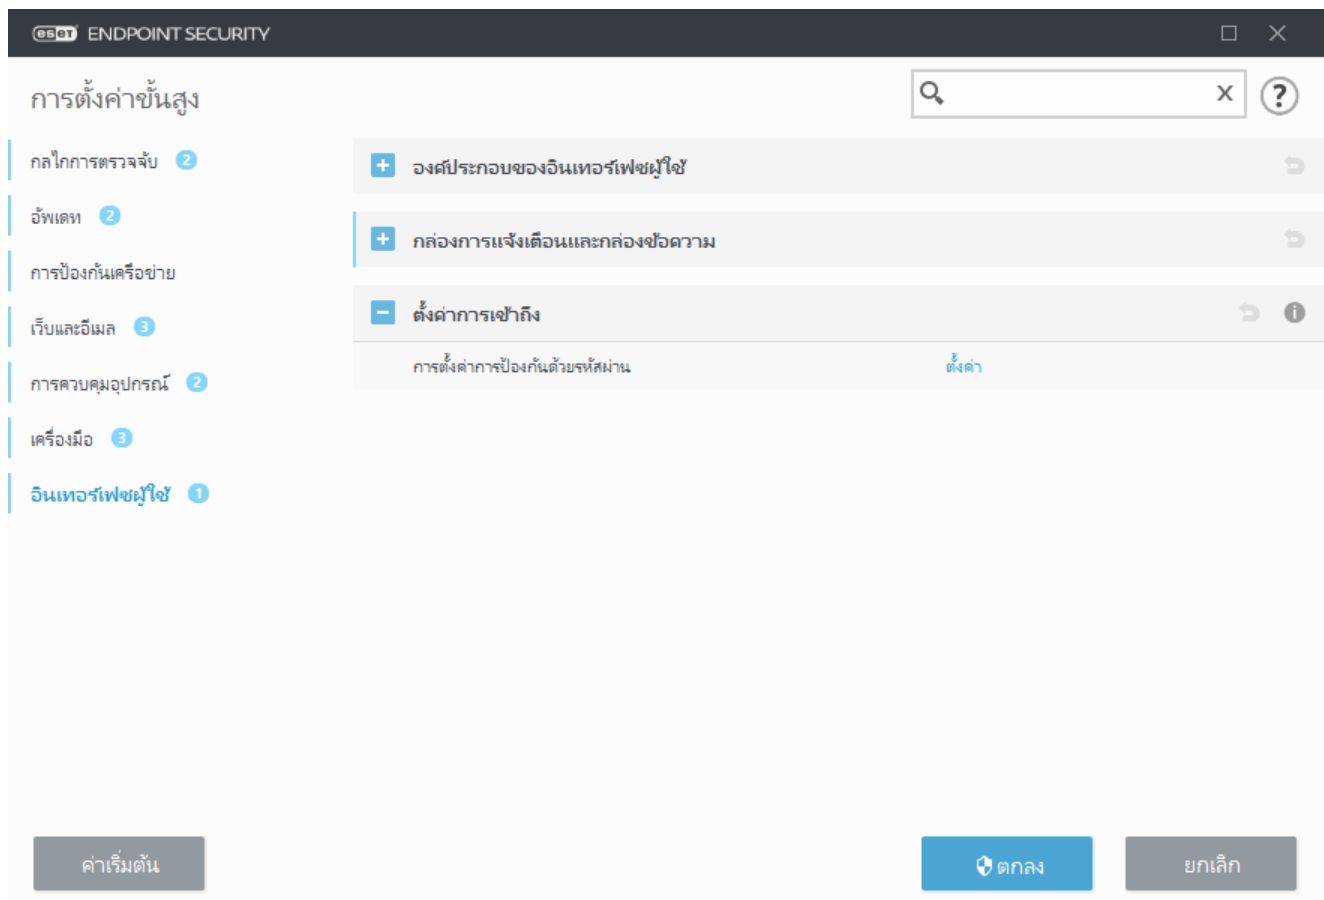 eseT ENDPOINT SECURITY
การตั้งค่าขั้นสูง
X
?
กลไกการตรวจจับ 2
อัพเดท 2
การป้องกันเครือข่าย
เว็บและอีเมล 3
การควบคุมอุปกรณ์ 2
เครื่องมือ 3
อินเทอร์เฟซผู้ใช้ 1
องค์ประกอบของอินเทอร์เฟซผู้ใช้
กล่องการแจ้งเตือนและกล่องข้อความ
ตั้งค่าการเข้าถึง
i
การตั้งค่าการป้องกันด้วยรหัสผ่าน ตั้งค่า
ค่าเริ่มต้น
ตกลง
ยกเลิก